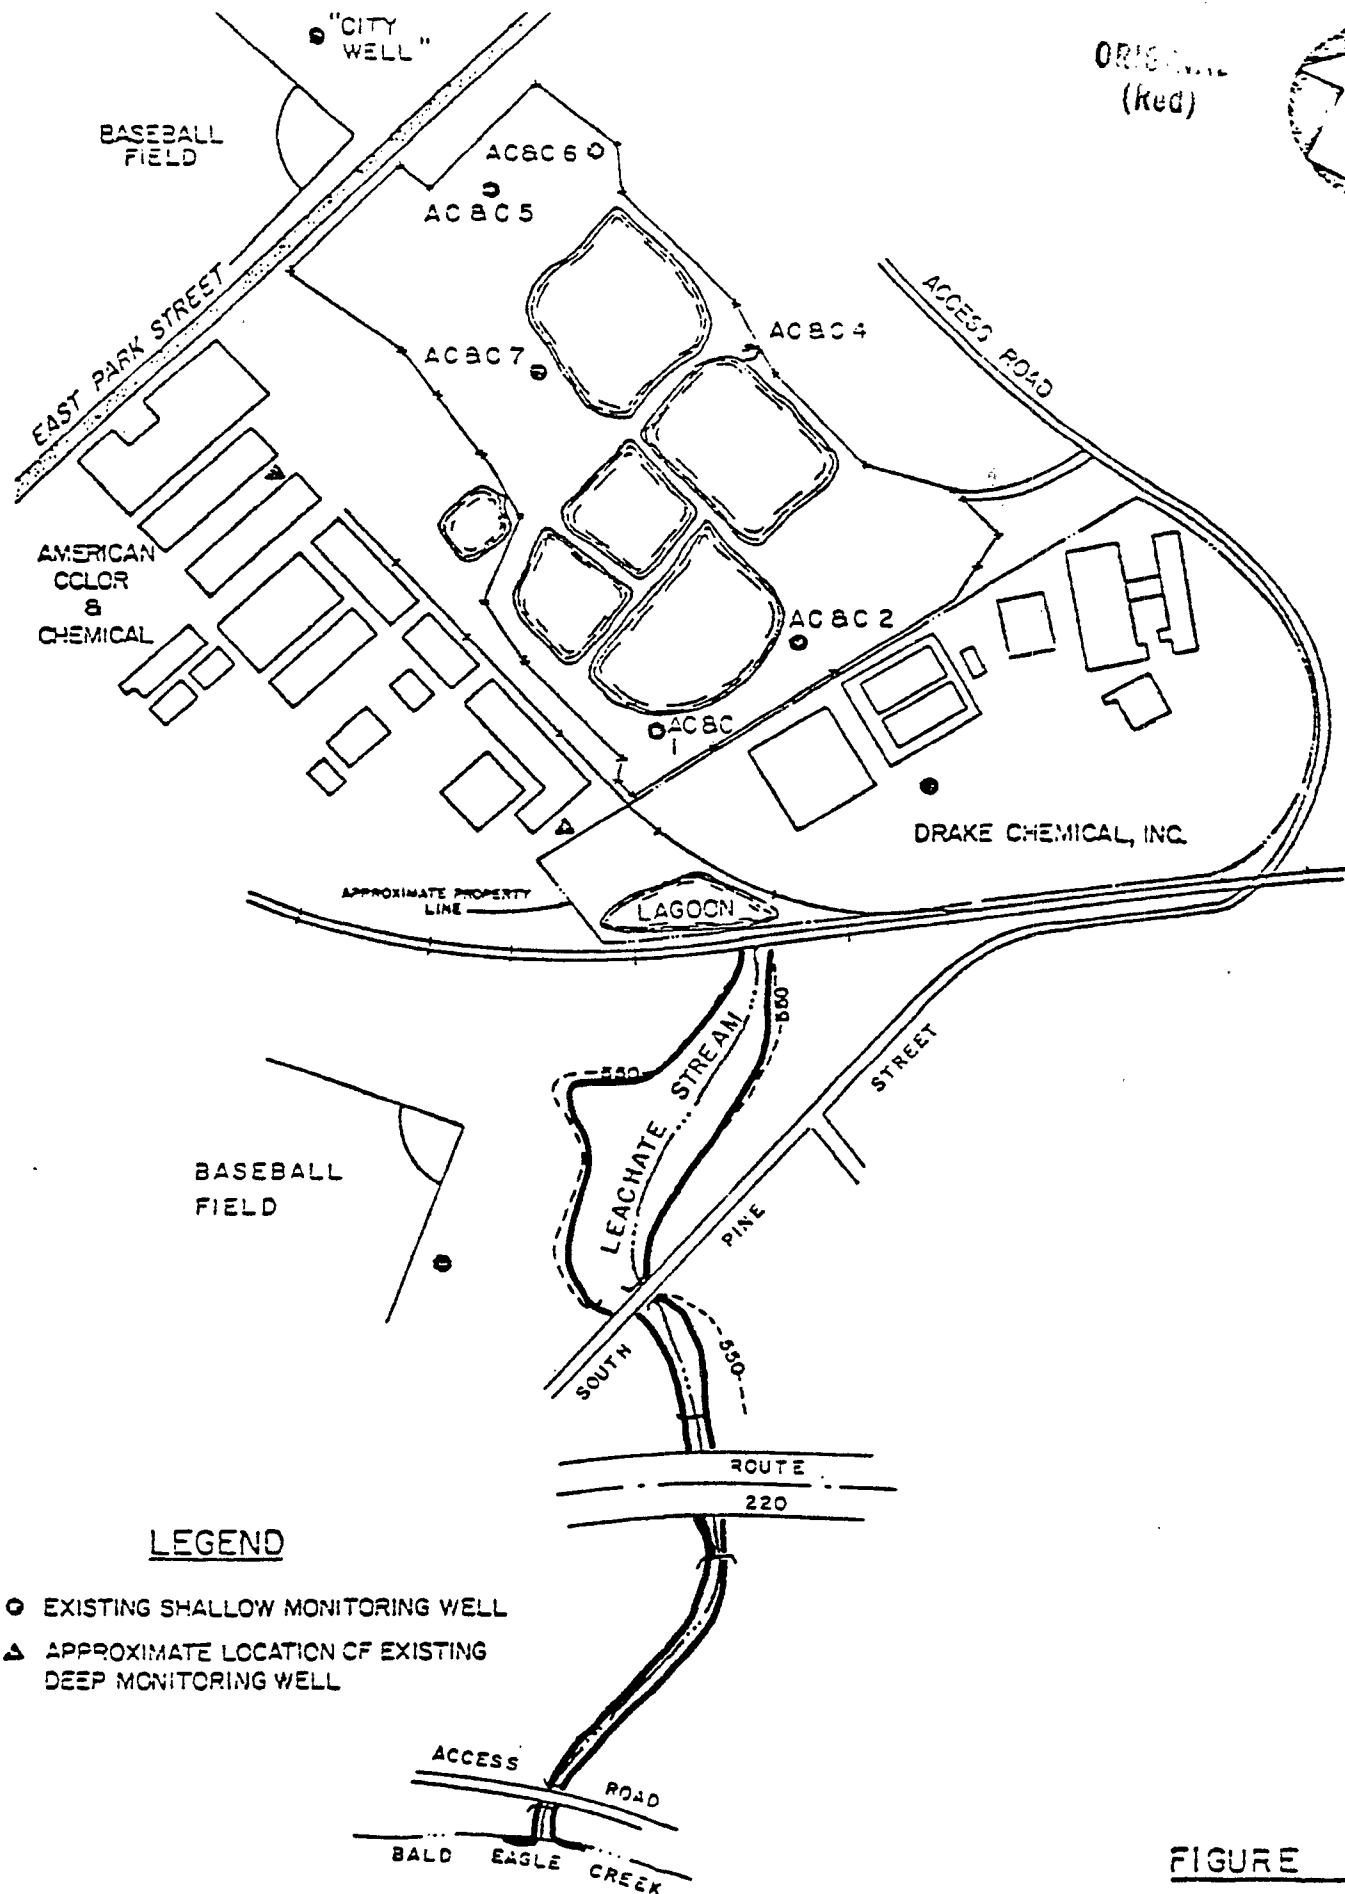 "CITY
WELL"
(Red)
BASEBALL
FIELD
AC&C 6
AC&C 5
EAST PARK STREET
ACCESS ROAD
AC&C 4
AC&C 7
AMERICAN
COLOR
&
CHEMICAL
AC&C 2
AC&C
1
DRAKE CHEMICAL, INC.
APPROXIMATE PROPERTY
LINE
LAGOON
550
550
LEACHATE STREAM
SOUTH PINE STREET
BASEBALL
FIELD
550
ROUTE
220
LEGEND
EXISTING SHALLOW MONITORING WELL
APPROXIMATE LOCATION OF EXISTING
DEEP MONITORING WELL
ACCESS ROAD
BALD EAGLE CREEK
FIGURE